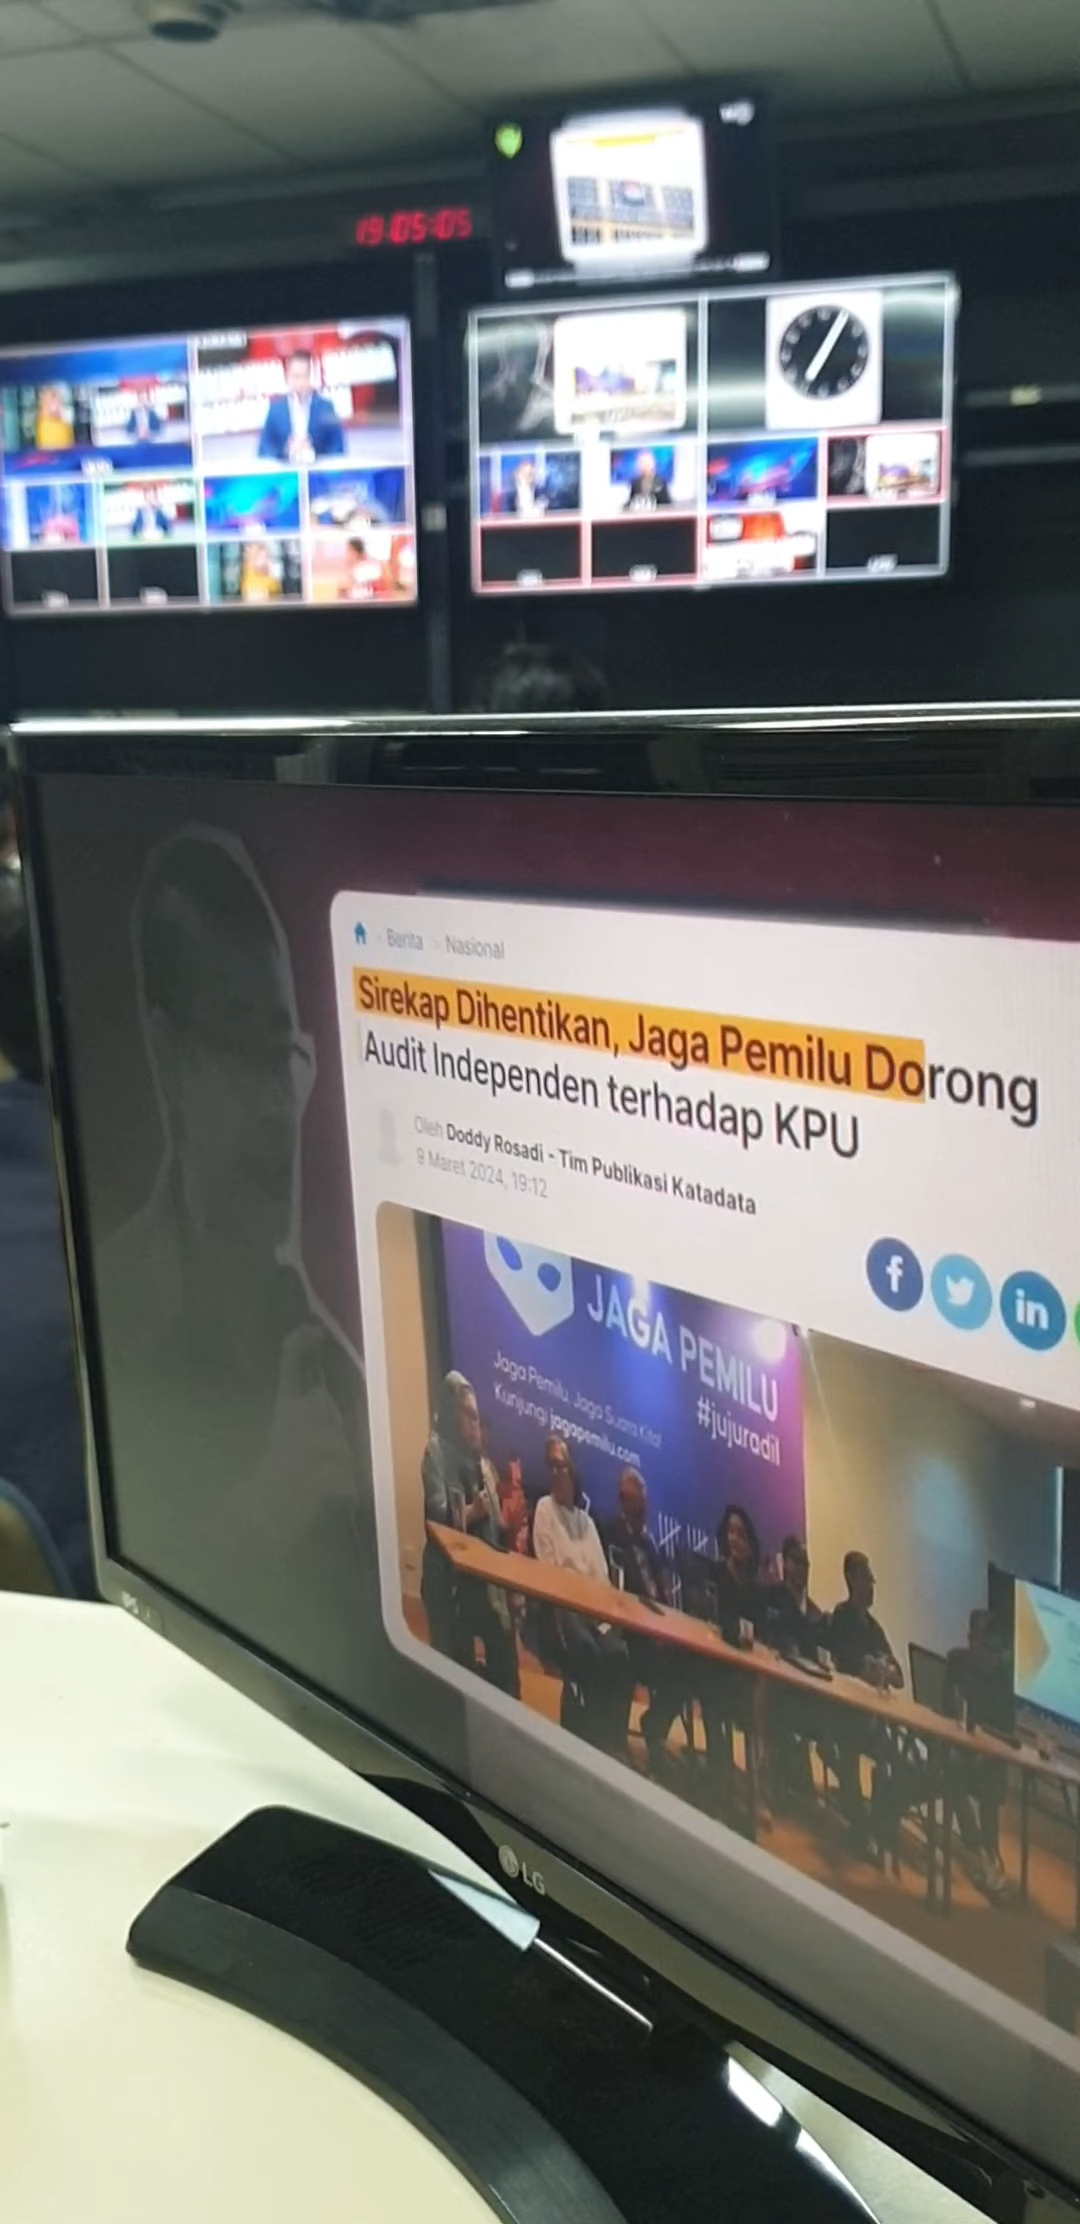 19:05:05
Berita > Nasional
Sirekap Dihentikan, Jaga Pemilu Dorong
Audit Independen terhadap KPU
Oleh Doddy Rosadi - Tim Publikasi Katadata
9 Maret 2024, 19:12
f
in
JAGA PEMILU
#jujuradil
Jaga Pemilu, Jaga Suara Kita!
Kunjungi jagapemilu.com
LG